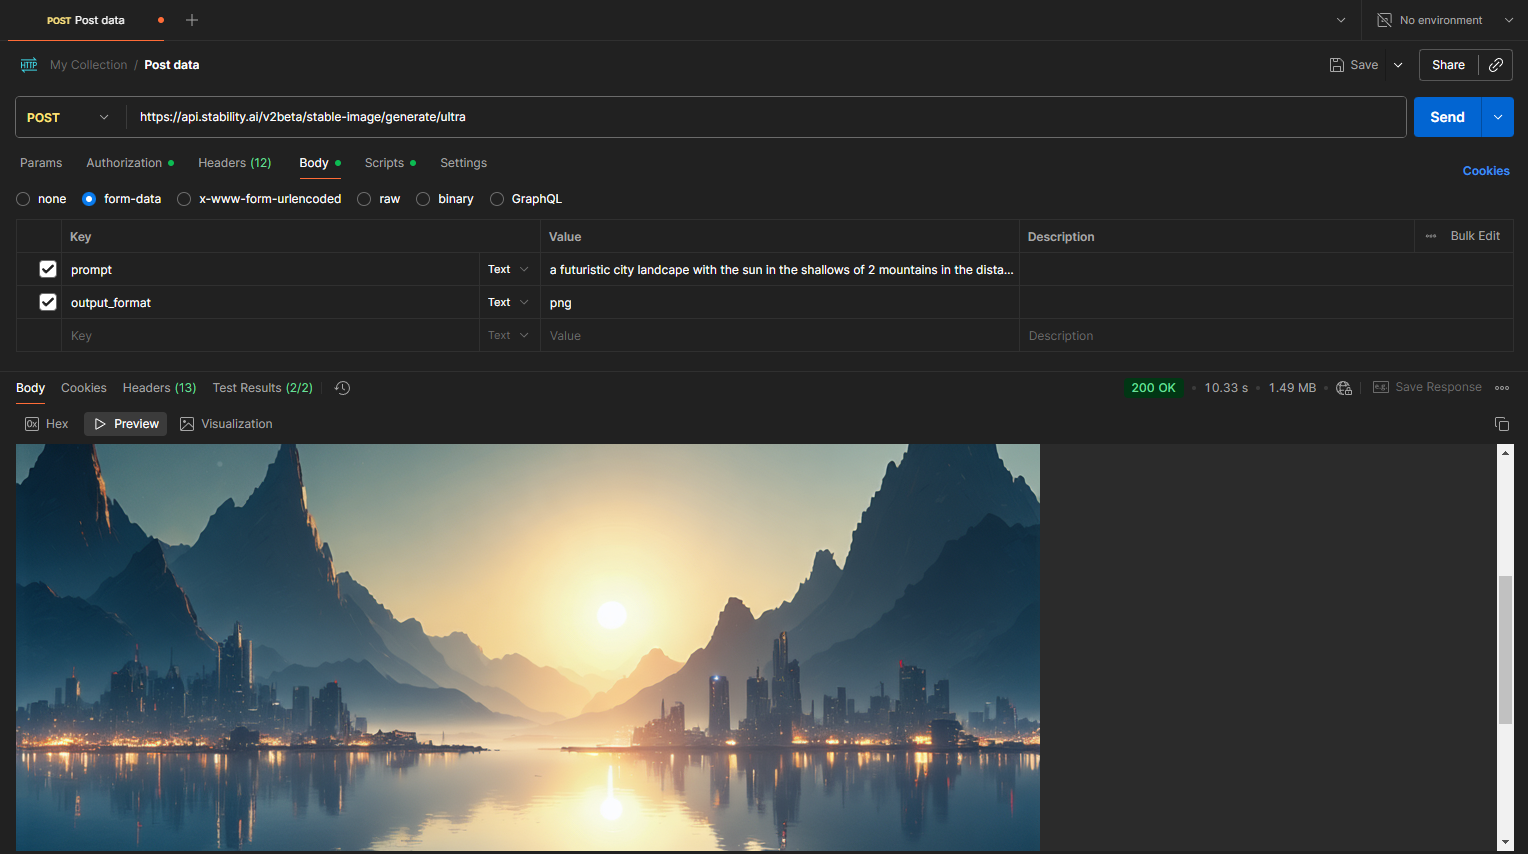 POST Post data
No environment
HTTP My Collection / Post data
Save
Share
POST
https://api.stability.ai/v2beta/stable-image/generate/ultra
Send
Params Authorization Headers (12) Body Scripts Settings
Cookies
none form-data x-www-form-urlencoded raw binary GraphQL
Key Value Description ••• Bulk Edit
prompt Text a futuristic city landcape with the sun in the shallows of 2 mountains in the dista...
output_format Text png
Key Text Value Description
Body Cookies Headers (13) Test Results (2/2)
200 OK • 10.33 s • 1.49 MB • e.g. Save Response
0x Hex Preview Visualization